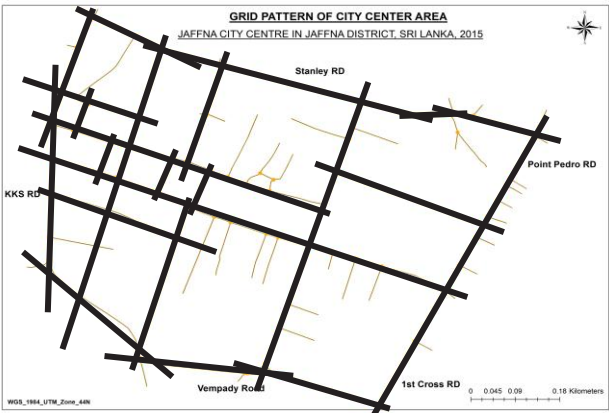 GRID PATTERN OF CITY CENTER AREA
JAFFNA CITY CENTRE IN JAFFNA DISTRICT, SRI LANKA, 2015
Stanley RD
Point Pedro RD
KKS RD
1st Cross RD
Vempady Road
0 0.045 0.09 0.18 Kilometers
WGS_1984_UTM_Zone_44N